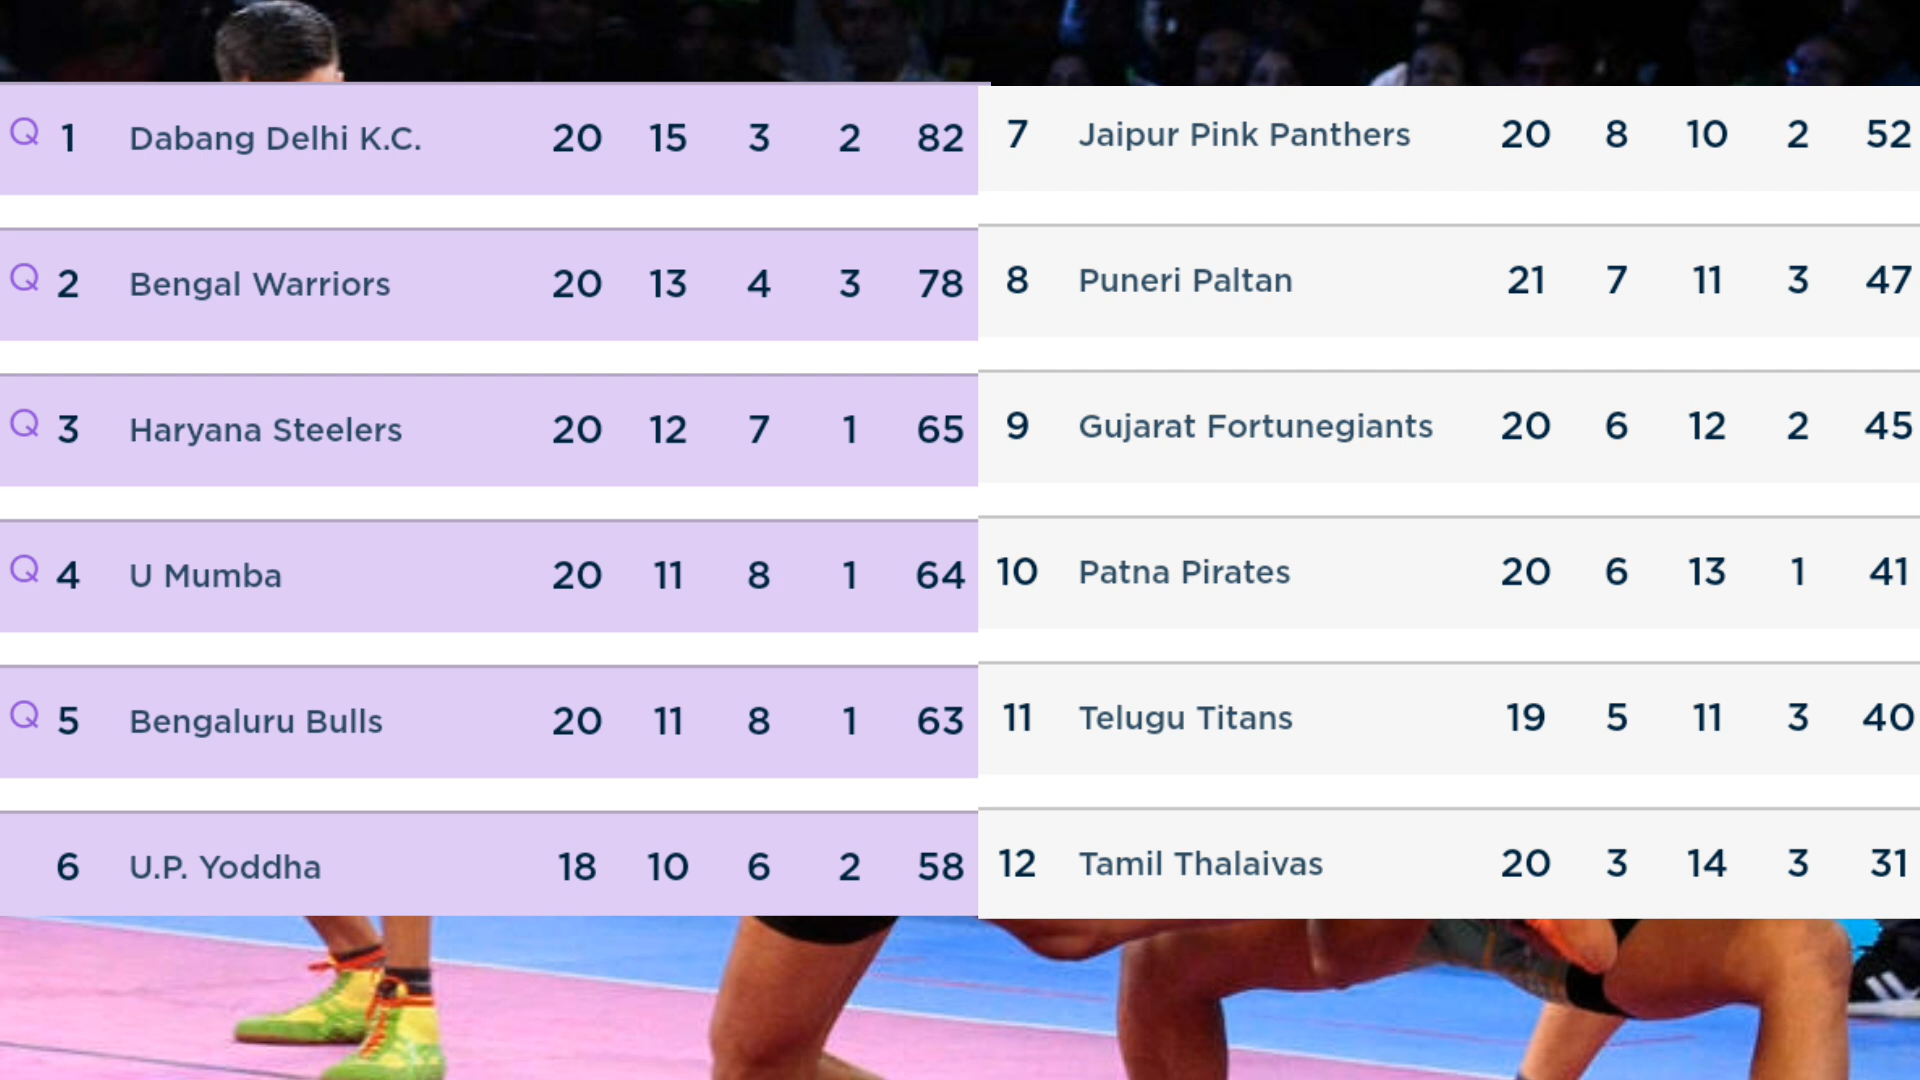 Q 1 Dabang Delhi K.C. 20 15 3 2 82
Q 2 Bengal Warriors 20 13 4 3 78
Q 3 Haryana Steelers 20 12 7 1 65
Q 4 U Mumba 20 11 8 1 64
Q 5 Bengaluru Bulls 20 11 8 1 63
6 U.P. Yoddha 18 10 6 2 58
7 Jaipur Pink Panthers 20 8 10 2 52
8 Puneri Paltan 21 7 11 3 47
9 Gujarat Fortunegiants 20 6 12 2 45
10 Patna Pirates 20 6 13 1 41
11 Telugu Titans 19 5 11 3 40
12 Tamil Thalaivas 20 3 14 3 31